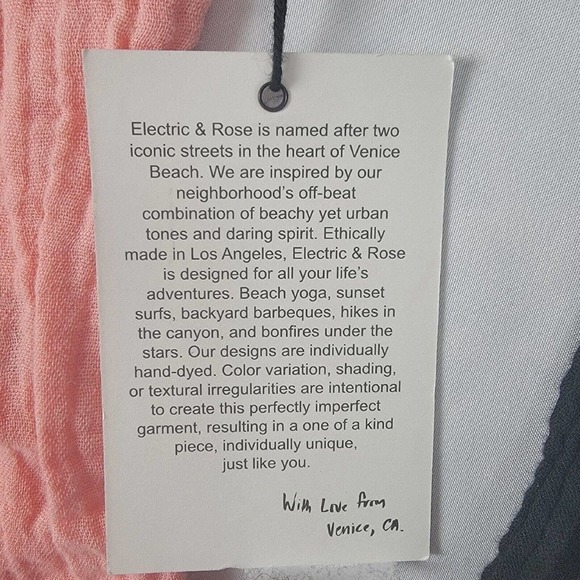 Electric & Rose is named after two
iconic streets in the heart of Venice
Beach. We are inspired by our
neighborhood's off-beat
combination of beachy yet urban
tones and daring spirit. Ethically
made in Los Angeles, Electric & Rose
is designed for all your life's
adventures. Beach yoga, sunset
surfs, backyard barbeques, hikes in
the canyon, and bonfires under the
stars. Our designs are individually
hand-dyed. Color variation, shading,
or textural irregularities are intentional
to create this perfectly imperfect
garment, resulting in a one of a kind
piece, individually unique,
just like you.
With Love from
Venice, CA.